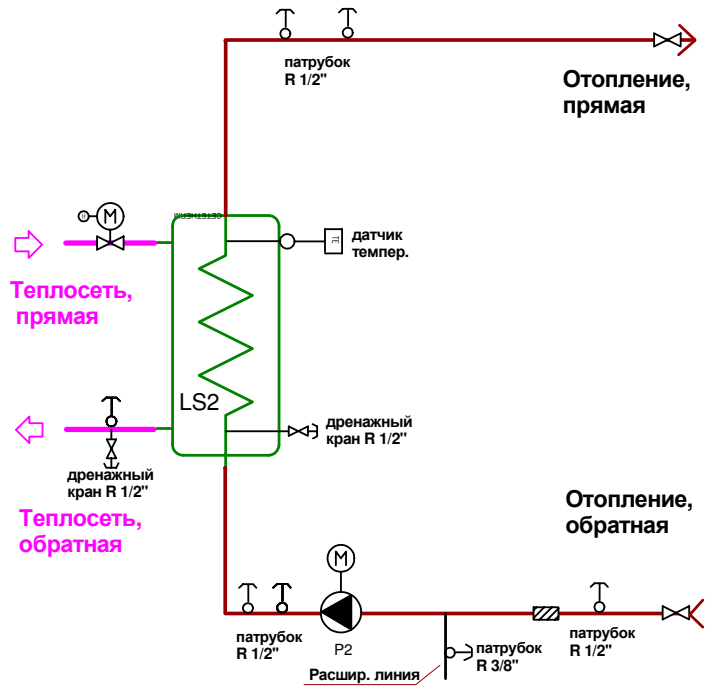 патрубок
R 1/2"
Отопление,
прямая
M
TE
датчик
темпер.
Теплосеть,
прямая
LS2
дренажный
кран R 1/2"
дренажный
кран R 1/2"
Теплосеть,
обратная
Отопление,
обратная
M
патрубок
R 1/2"
P2
патрубок
R 3/8"
патрубок
R 1/2"
Расшир. линия